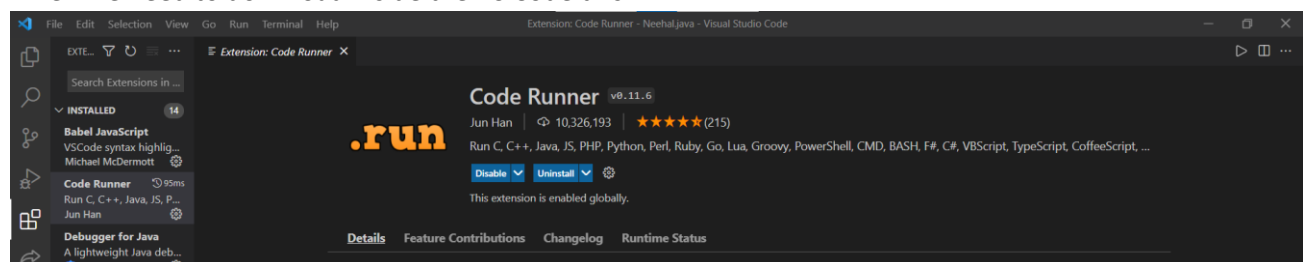 File Edit Selection View Go Run Terminal Help
Extension: Code Runner - Neehal.java - Visual Studio Code
EXTE...
Extension: Code Runner
Search Extensions in ...
INSTALLED 14
Babel JavaScript
VSCode syntax highlig...
Michael McDermott
Code Runner 95ms
Run C, C++, Java, JS, P...
Jun Han
Debugger for Java
A lightweight Java deb...
.run
Code Runner v0.11.6
Jun Han 10,326,193 ★★★★★(215)
Run C, C++, Java, JS, PHP, Python, Perl, Ruby, Go, Lua, Groovy, PowerShell, CMD, BASH, F#, C#, VBScript, TypeScript, CoffeeScript, ...
Disable Uninstall
This extension is enabled globally.
Details Feature Contributions Changelog Runtime Status